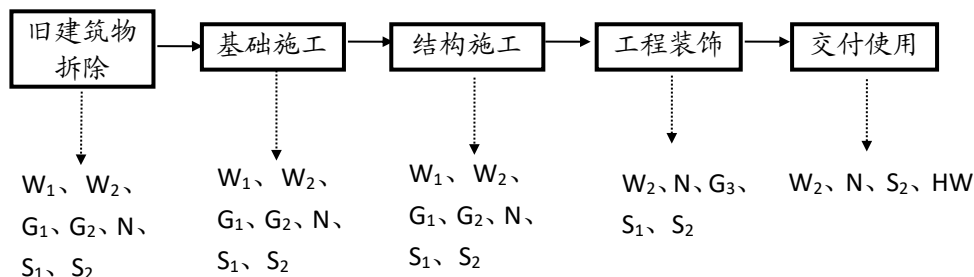 旧建筑物
拆除
基础施工
结构施工
工程装饰
交付使用
W₁、 W₂、
G₁、G₂、N、
S₁、S₂
W₁、 W₂、
G₁、G₂、N、
S₁、S₂
W₁、 W₂、
G₁、G₂、N、
S₁、S₂
W₂、N、G₃、
S₁、S₂
W₂、N、S₂、HW